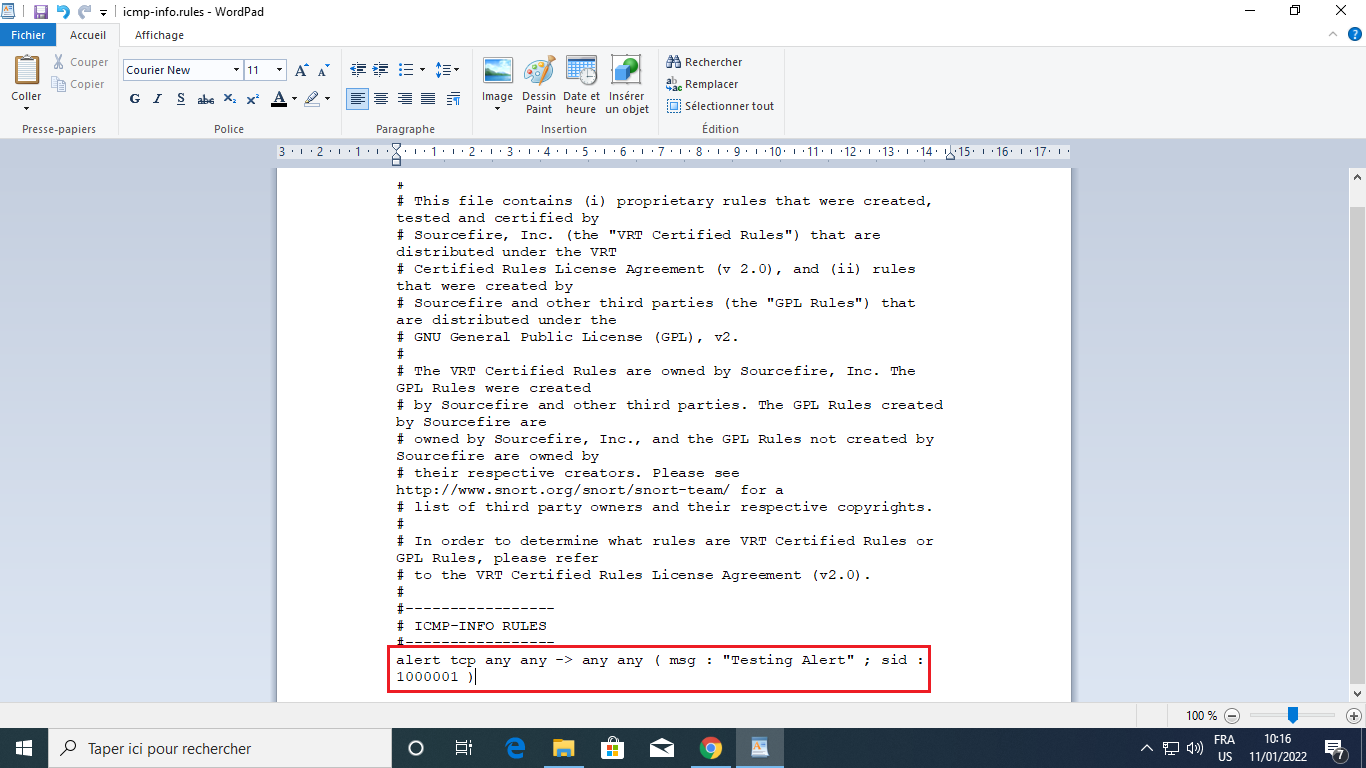 icmp-info.rules - WordPad
Fichier
Accueil
Affichage
Coller
Couper
Copier
Presse-papiers
Courier New
11
G I S abc X₂ X² A
Police
Paragraphe
Image
Dessin Paint
Date et heure
Insérer un objet
Insertion
Rechercher
Remplacer
Sélectionner tout
Édition
3 2 1 1 2 3 4 5 6 7 8 9 10 11 12 13 14 15 16 17
#
# This file contains (i) proprietary rules that were created,
tested and certified by
# Sourcefire, Inc. (the "VRT Certified Rules") that are
distributed under the VRT
# Certified Rules License Agreement (v 2.0), and (ii) rules
that were created by
# Sourcefire and other third parties (the "GPL Rules") that
are distributed under the
# GNU General Public License (GPL), v2.
#
# The VRT Certified Rules are owned by Sourcefire, Inc. The
GPL Rules were created
# by Sourcefire and other third parties. The GPL Rules created
by Sourcefire are
# owned by Sourcefire, Inc., and the GPL Rules not created by
Sourcefire are owned by
# their respective creators. Please see
http://www.snort.org/snort/snort-team/ for a
# list of third party owners and their respective copyrights.
#
# In order to determine what rules are VRT Certified Rules or
GPL Rules, please refer
# to the VRT Certified Rules License Agreement (v2.0).
#
#-----------------
# ICMP-INFO RULES
#-----------------
alert tcp any any -> any any ( msg : "Testing Alert" ; sid :
1000001 )
100 %
Taper ici pour rechercher
FRA
US
10:16
11/01/2022
7